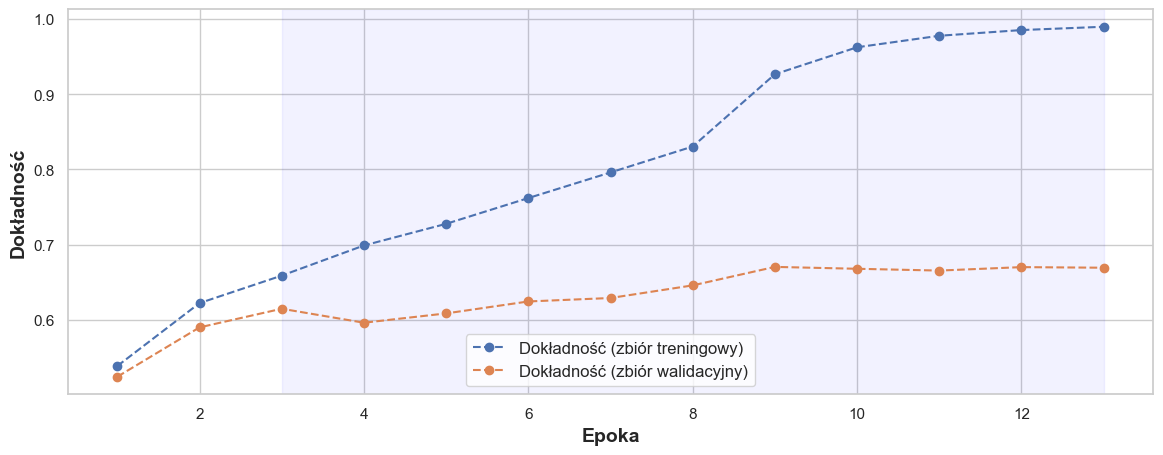 1.0
0.9
0.8
0.7
0.6
Dokładność
Dokładność (zbiór treningowy)
Dokładność (zbiór walidacyjny)
2 4 6 8 10 12
Epoka